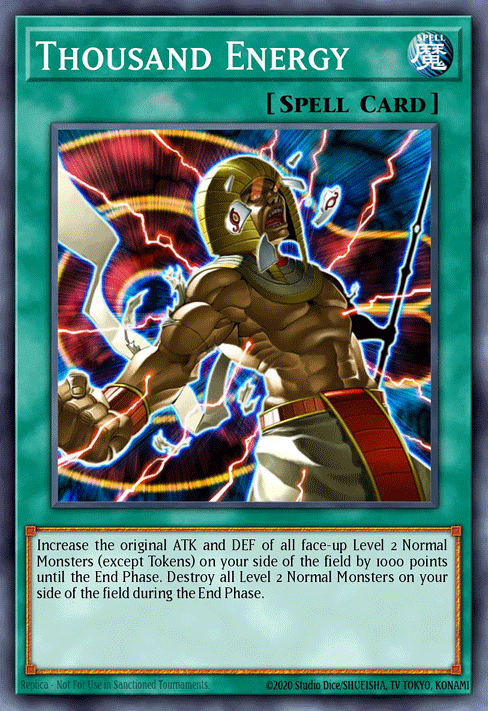 Thousand Energy
SPELL
魔
[Spell Card]
Increase the original ATK and DEF of all face-up Level 2 Normal
Monsters (except Tokens) on your side of the field by 1000 points
until the End Phase. Destroy all Level 2 Normal Monsters on your
side of the field during the End Phase.
Replica - Not For Use in Sanctioned Tournaments
©2020 Studio Dice/SHUEISHA, TV TOKYO, KONAMI